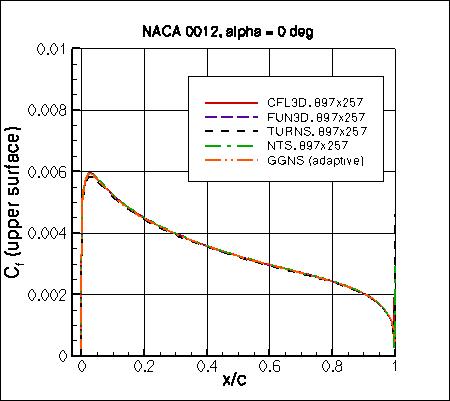 NACA 0012, alpha = 0 deg
0.01
0.008
0.006
0.004
0.002
0
C_f (upper surface)
CFL3D, 897x257
FUN3D, 897x257
TURNS, 897x257
NTS, 897x257
GGNS (adaptive)
0 0.2 0.4 0.6 0.8 1
x/c